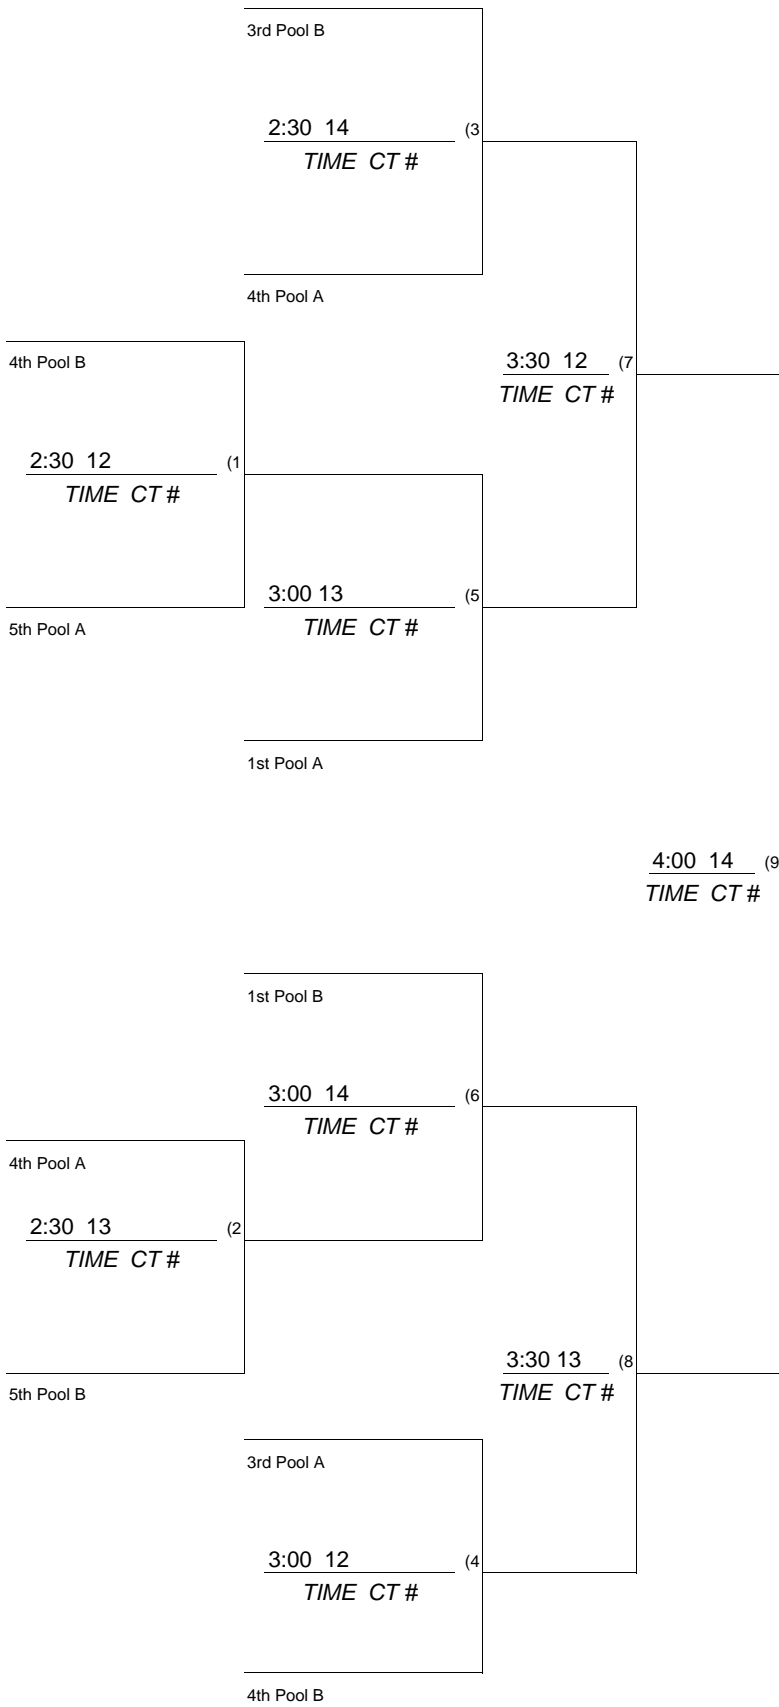 3rd Pool B
2:30 14 (3
TIME CT #
4th Pool A
4th Pool B
3:30 12 (7
TIME CT #
2:30 12 (1
TIME CT #
3:00 13 (5
TIME CT #
5th Pool A
1st Pool A
4:00 14 (9
TIME CT #
1st Pool B
3:00 14 (6
TIME CT #
4th Pool A
2:30 13 (2
TIME CT #
3:30 13 (8
TIME CT #
5th Pool B
3rd Pool A
3:00 12 (4
TIME CT #
4th Pool B